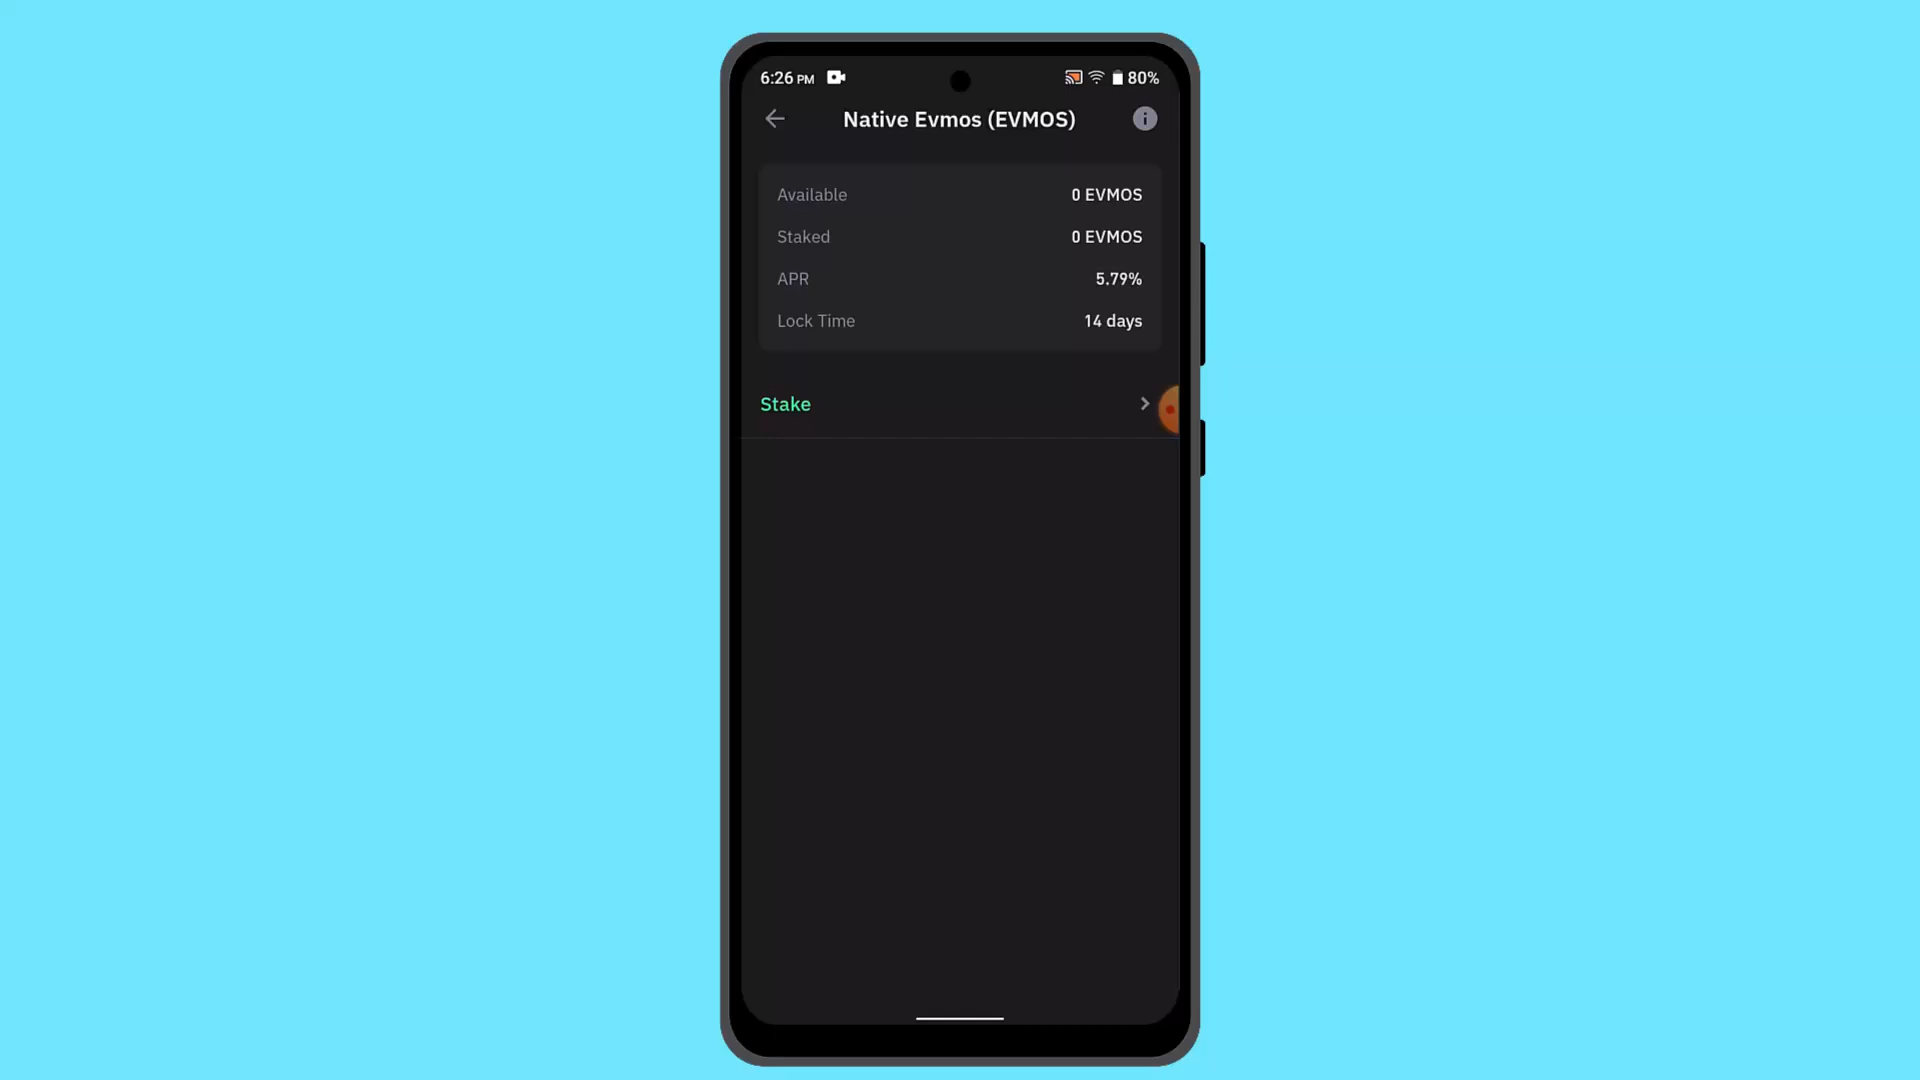 6:26 PM 80%
Native Evmos (EVMOS)
Available 0 EVMOS
Staked 0 EVMOS
APR 5.79%
Lock Time 14 days
Stake